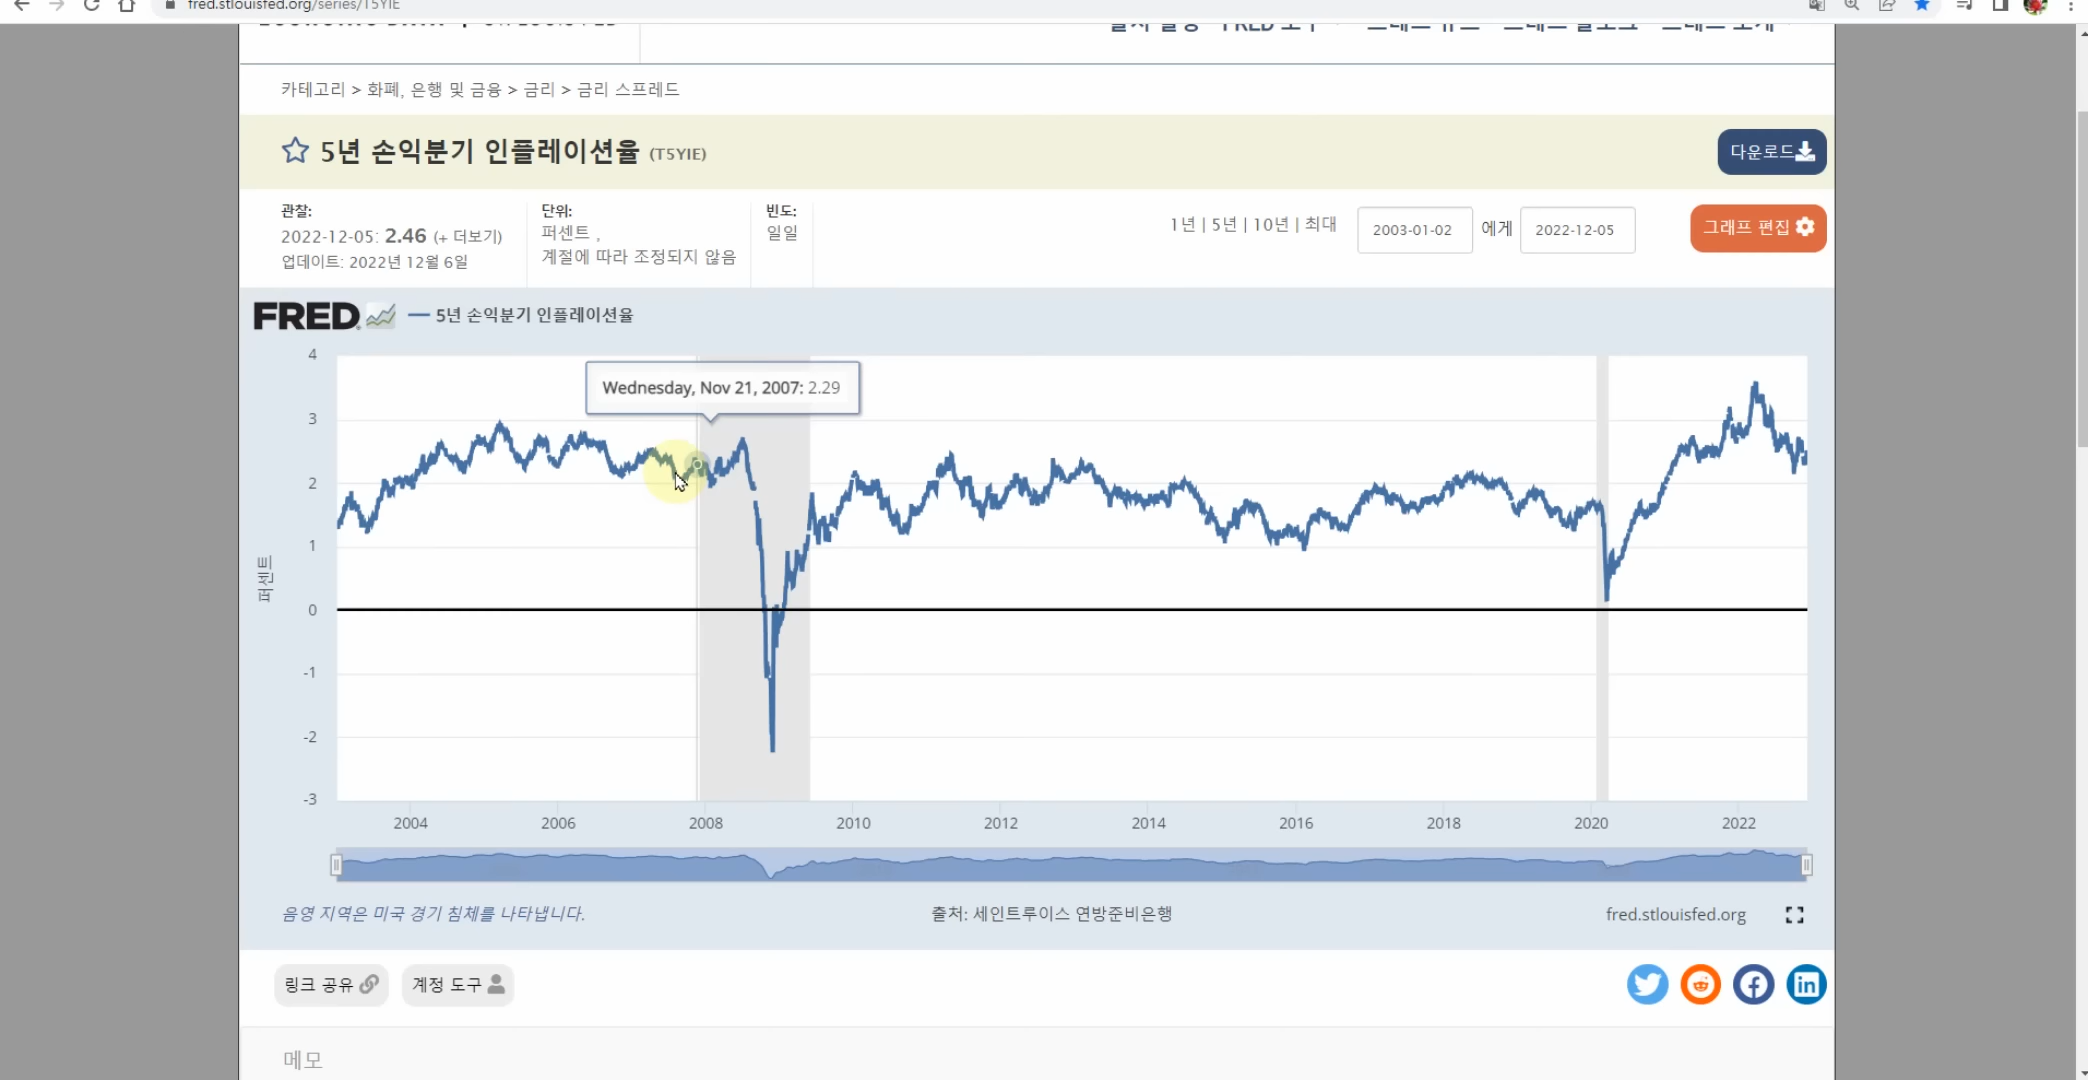 fred.stlouisfed.org/series/T5YIE
카테고리 > 화폐, 은행 및 금융 > 금리 > 금리 스프레드
5년 손익분기 인플레이션율 (T5YIE)
다운로드
관찰:
2022-12-05: 2.46 (+ 더보기)
업데이트: 2022년 12월 6일
단위:
퍼센트 ,
계절에 따라 조정되지 않음
빈도:
일일
1년 | 5년 | 10년 | 최대
2003-01-02 에게 2022-12-05
그래프 편집
FRED
5년 손익분기 인플레이션율
Wednesday, Nov 21, 2007: 2.29
퍼센트
4
3
2
1
0
-1
-2
-3
2004 2006 2008 2010 2012 2014 2016 2018 2020 2022
음영 지역은 미국 경기 침체를 나타냅니다.
출처: 세인트루이스 연방준비은행
fred.stlouisfed.org
링크 공유
계정 도구
메모